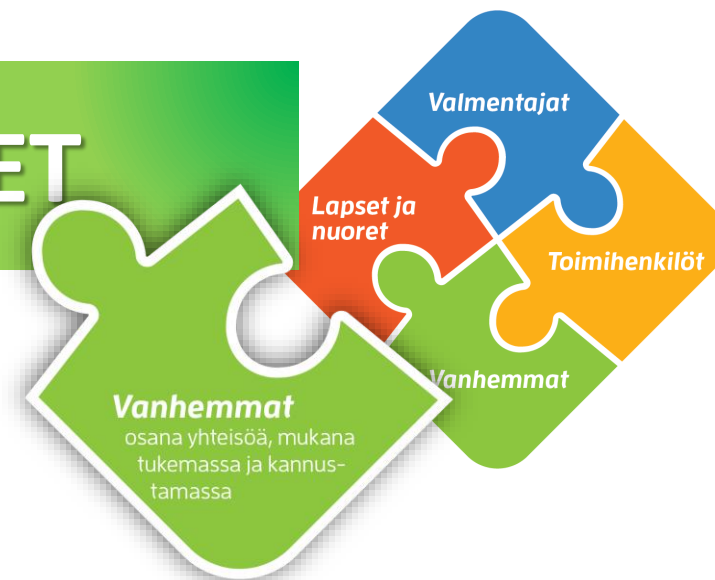 ET
Valmentajat
Lapset ja
nuoret
Toimihenkilöt
Vanhemmat
Vanhemmat
osana yhteisöä, mukana
tukemassa ja kannus-
tamassa